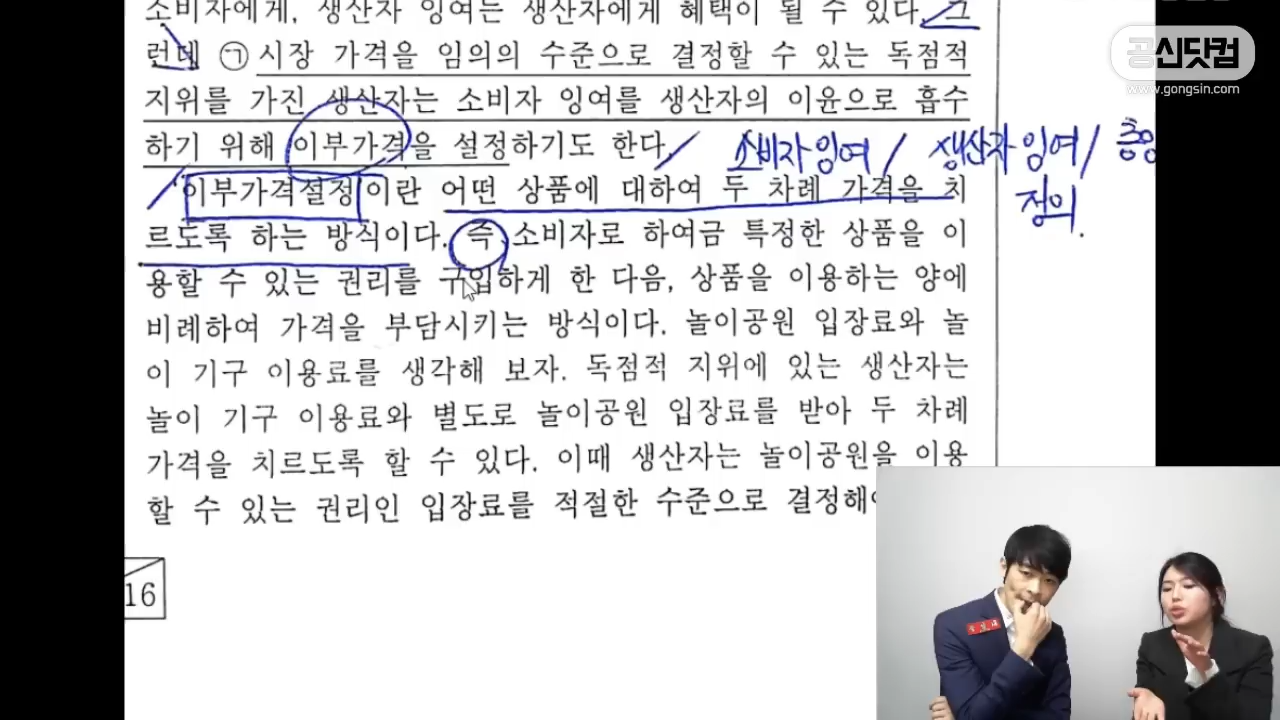 소비자에게, 생산자 잉여는 생산자에게 혜택이 될 수 있다. 그
런데 ㉠ 시장 가격을 임의의 수준으로 결정할 수 있는 독점적
지위를 가진 생산자는 소비자 잉여를 생산자의 이윤으로 흡수
하기 위해 이부가격을 설정하기도 한다.
이부가격설정이란 어떤 상품에 대하여 두 차례 가격을 치
르도록 하는 방식이다. 즉 소비자로 하여금 특정한 상품을 이
용할 수 있는 권리를 구입하게 한 다음, 상품을 이용하는 양에
비례하여 가격을 부담시키는 방식이다. 놀이공원 입장료와 놀
이 기구 이용료를 생각해 보자. 독점적 지위에 있는 생산자는
놀이 기구 이용료와 별도로 놀이공원 입장료를 받아 두 차례
가격을 치르도록 할 수 있다. 이때 생산자는 놀이공원을 이용
할 수 있는 권리인 입장료를 적절한 수준으로 결정해야
16
소비자 잉여 / 생산자 잉여 /
정의.
공신닷컴
www.gongsin.com